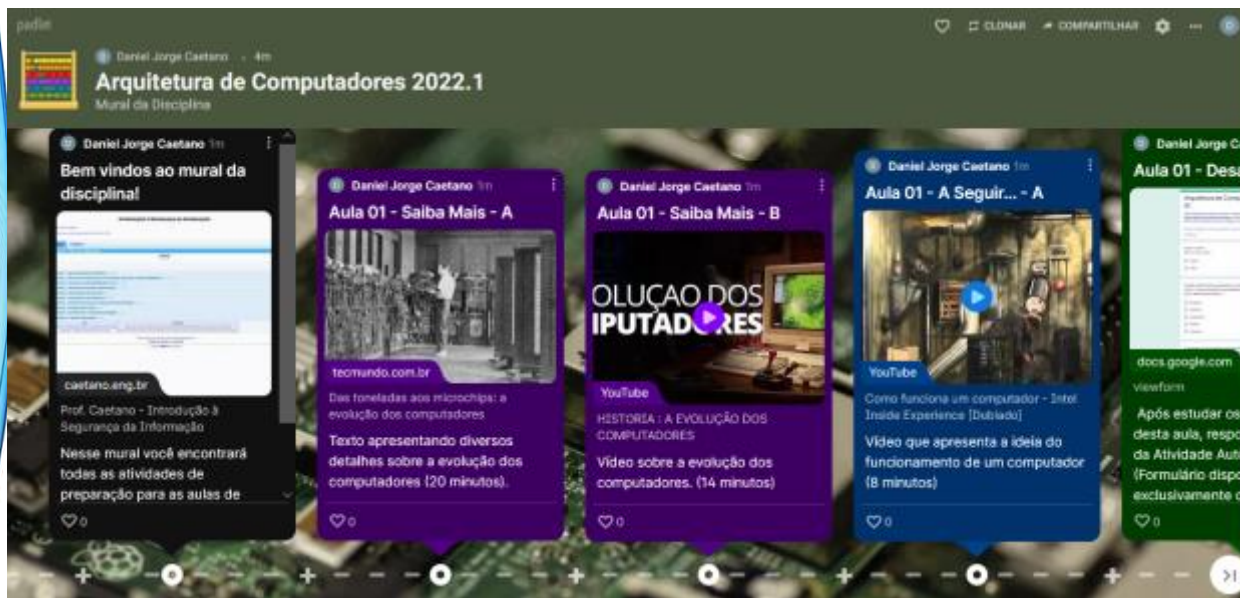 padlet
CLONAR
COMPARTILHAR
Daniel Jorge Caetano • 4m
Arquitetura de Computadores 2022.1
Mural da Disciplina
Daniel Jorge Caetano 1m
Bem vindos ao mural da
disciplina!
caetano.eng.br
Prof. Caetano - Introdução à
Segurança da Informação
Nesse mural você encontrará
todas as atividades de
preparação para as aulas de
0
Daniel Jorge Caetano 1m
Aula 01 - Saiba Mais - A
tecmundo.com.br
Das toneladas aos microchips: a
evolução dos computadores
Texto apresentando diversos
detalhes sobre a evolução dos
computadores (20 minutos).
0
Daniel Jorge Caetano 1m
Aula 01 - Saiba Mais - B
OLUÇAO DOS
IPUTAD RES
YouTube
HISTORIA : A EVOLUÇÃO DOS
COMPUTADORES
Vídeo sobre a evolução dos
computadores. (14 minutos)
0
Daniel Jorge Caetano 1m
Aula 01 - A Seguir... - A
YouTube
Como funciona um computador - Intel
Inside Experience [Dublado]
Vídeo que apresenta a ideia do
funcionamento de um computador
(8 minutos)
0
Daniel Jorge C
Aula 01 - Desa
docs.google.com
viewform
Após estudar os
desta aula, respo
da Atividade Aut
(Formulário dispo
exclusivamente
0